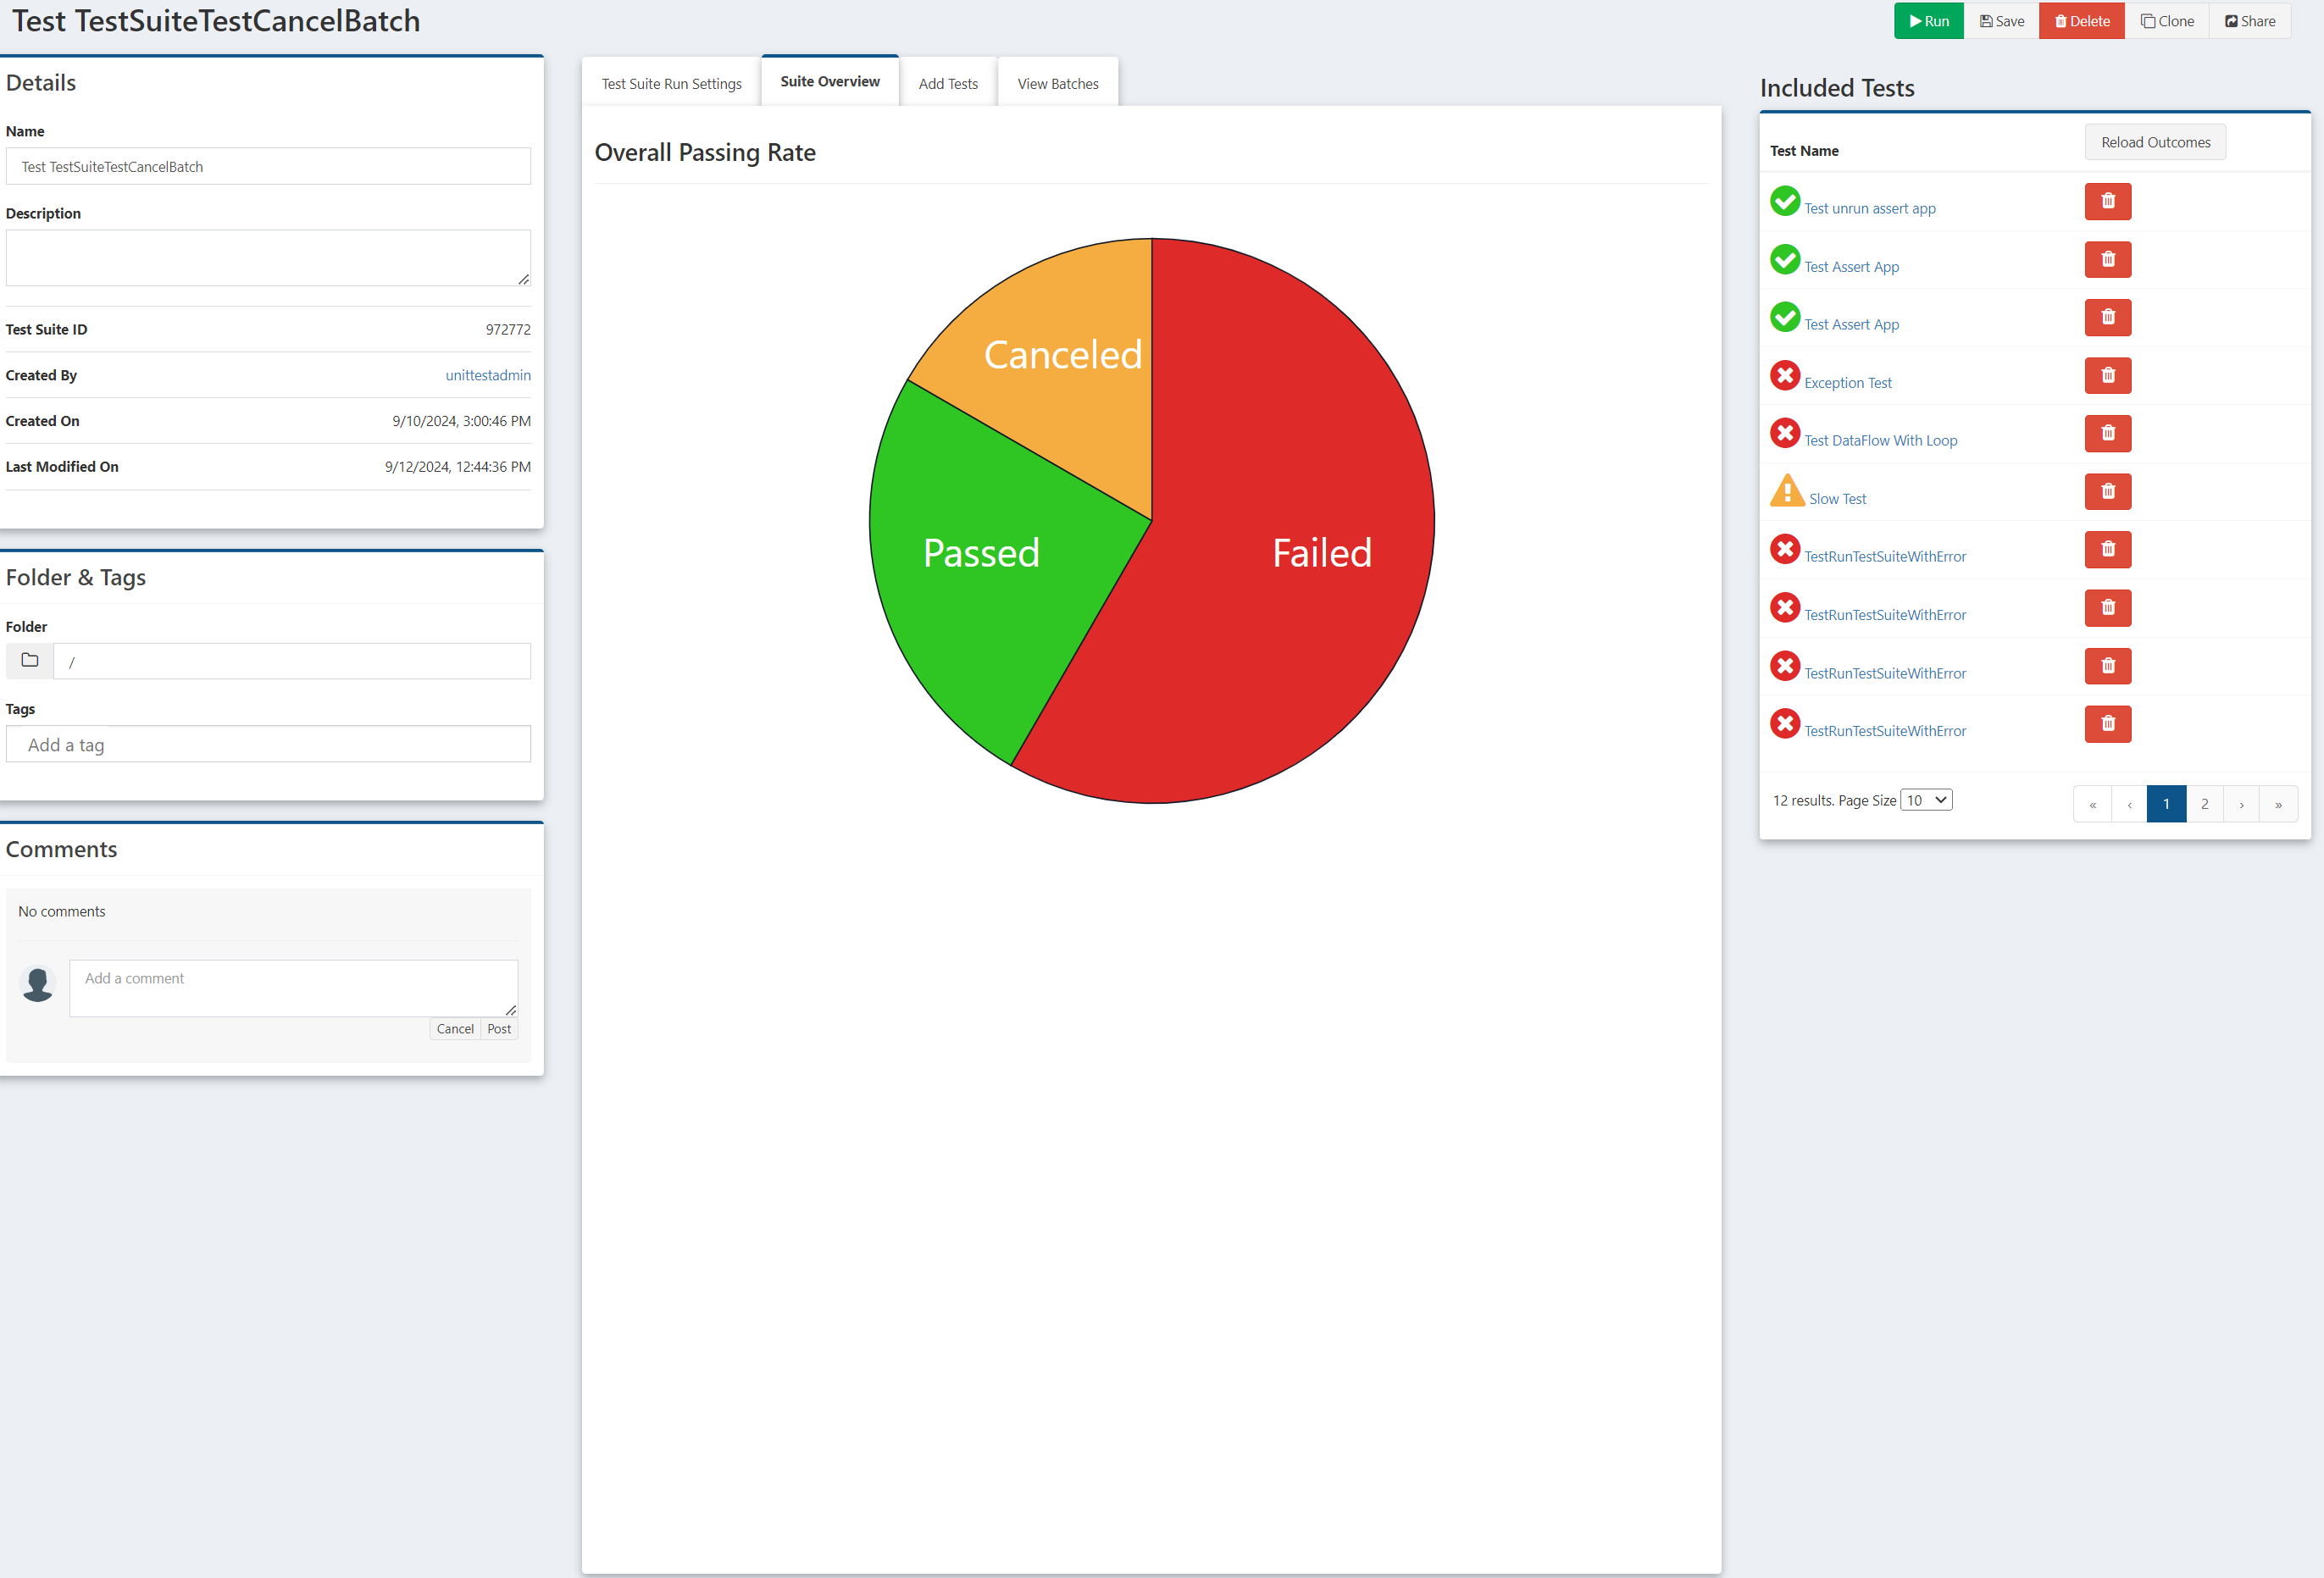 Test TestSuiteTestCancelBatch
Run
Save
Delete
Clone
Share
Details
Name
Test TestSuiteTestCancelBatch
Description
Test Suite ID 972772
Created By unittestadmin
Created On 9/10/2024, 3:00:46 PM
Last Modified On 9/12/2024, 12:44:36 PM
Folder & Tags
Folder
/
Tags
Add a tag
Comments
No comments
Add a comment
Cancel Post
Test Suite Run Settings
Suite Overview
Add Tests
View Batches
Overall Passing Rate
Canceled
Passed
Failed
Included Tests
Test Name
Reload Outcomes
Test unrun assert app
Test Assert App
Test Assert App
Exception Test
Test DataFlow With Loop
Slow Test
TestRunTestSuiteWithError
TestRunTestSuiteWithError
TestRunTestSuiteWithError
TestRunTestSuiteWithError
12 results. Page Size 10
« ‹ 1 2 › »